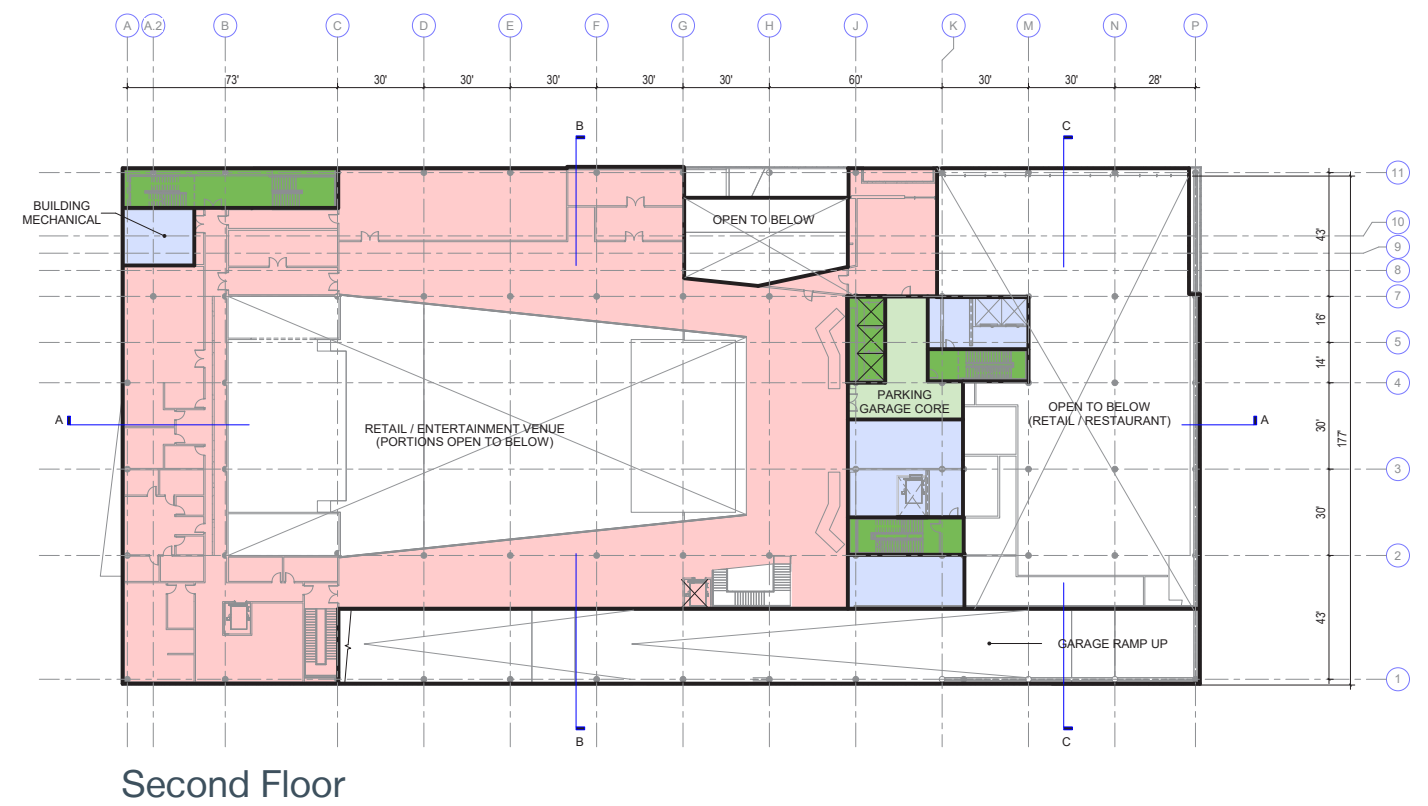 A A.2 B C D E F G H J K M N P
73' 30' 30' 30' 30' 30' 60' 30' 30' 28'
B C
11
BUILDING
MECHANICAL
OPEN TO BELOW
10
43'
9
8
7
16'
5
14'
4
PARKING
GARAGE CORE
OPEN TO BELOW
(RETAIL / RESTAURANT)
A A
RETAIL / ENTERTAINMENT VENUE
(PORTIONS OPEN TO BELOW)
30'
177'
3
30'
2
43'
GARAGE RAMP UP
1
B C
Second Floor